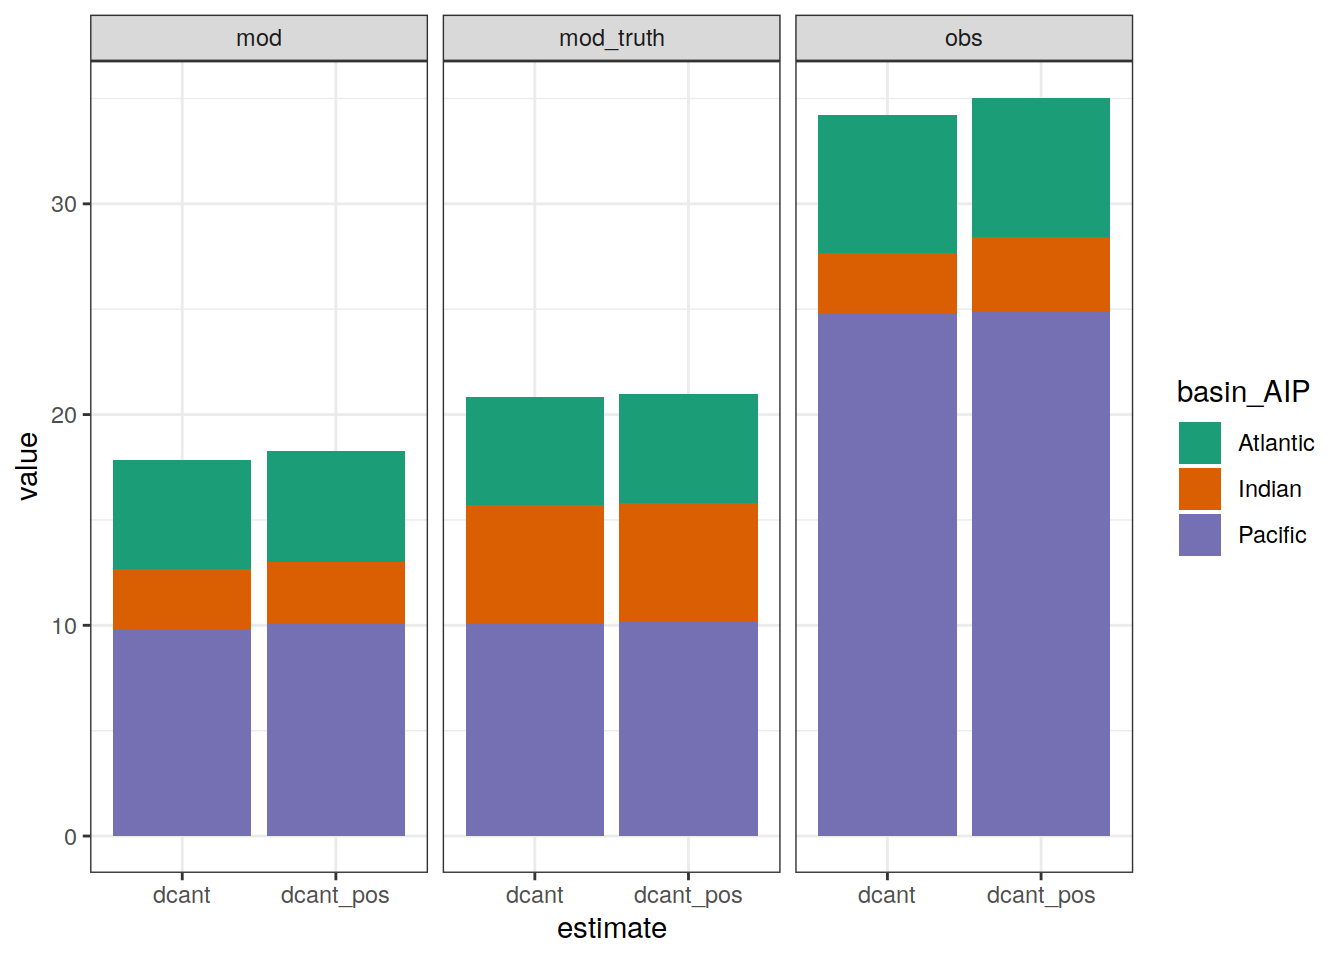 mod
mod_truth
obs
value
30
20
10
0
dcant
dcant_pos
dcant
dcant_pos
dcant
dcant_pos
estimate
basin_AIP
Atlantic
Indian
Pacific